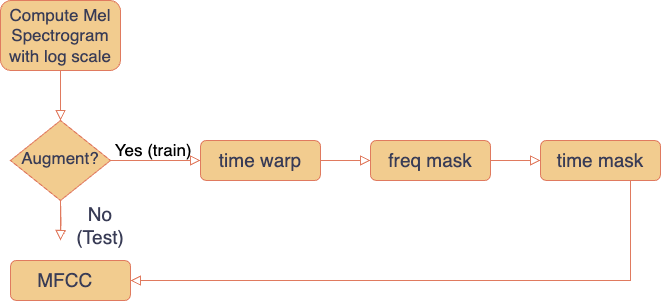 Compute Mel
Spectrogram
with log scale
Augment?
Yes (train)
time warp
freq mask
time mask
No
(Test)
MFCC